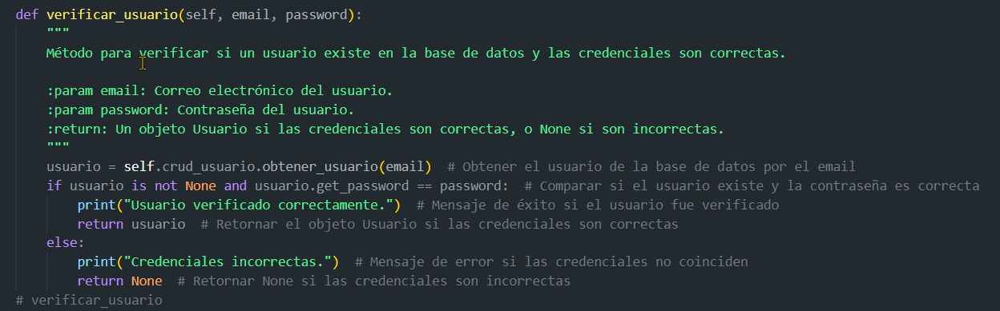 def verificar_usuario(self, email, password):
    """
    Método para verificar si un usuario existe en la base de datos y las credenciales son correctas.

    :param email: Correo electrónico del usuario.
    :param password: Contraseña del usuario.
    :return: Un objeto Usuario si las credenciales son correctas, o None si son incorrectas.
    """
    usuario = self.crud_usuario.obtener_usuario(email)  # Obtener el usuario de la base de datos por el email
    if usuario is not None and usuario.get_password == password:  # Comparar si el usuario existe y la contraseña es correcta
        print("Usuario verificado correctamente.")  # Mensaje de éxito si el usuario fue verificado
        return usuario  # Retornar el objeto Usuario si las credenciales son correctas
    else:
        print("Credenciales incorrectas.")  # Mensaje de error si las credenciales no coinciden
        return None  # Retornar None si las credenciales son incorrectas
# verificar_usuario